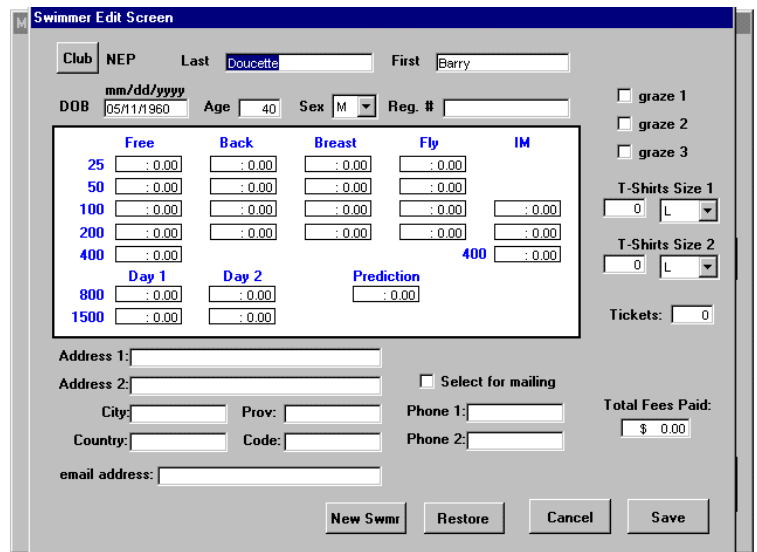 M
Swimmer Edit Screen
Club NEP Last Doucette First Barry
mm/dd/yyyy
DOB 05/11/1960 Age 40 Sex M Reg. #
graze 1
graze 2
graze 3
Free Back Breast Fly IM
25 : 0.00 : 0.00 : 0.00 : 0.00
50 : 0.00 : 0.00 : 0.00 : 0.00
100 : 0.00 : 0.00 : 0.00 : 0.00 : 0.00
200 : 0.00 : 0.00 : 0.00 : 0.00 : 0.00
400 : 0.00 400 : 0.00
Day 1 Day 2 Prediction
800 : 0.00 : 0.00 : 0.00
1500 : 0.00 : 0.00
T-Shirts Size 1
0 L
T-Shirts Size 2
0 L
Tickets: 0
Address 1:
Address 2:
Select for mailing
City: Prov: Phone 1:
Country: Code: Phone 2:
Total Fees Paid:
$ 0.00
email address:
New Swmr Restore Cancel Save